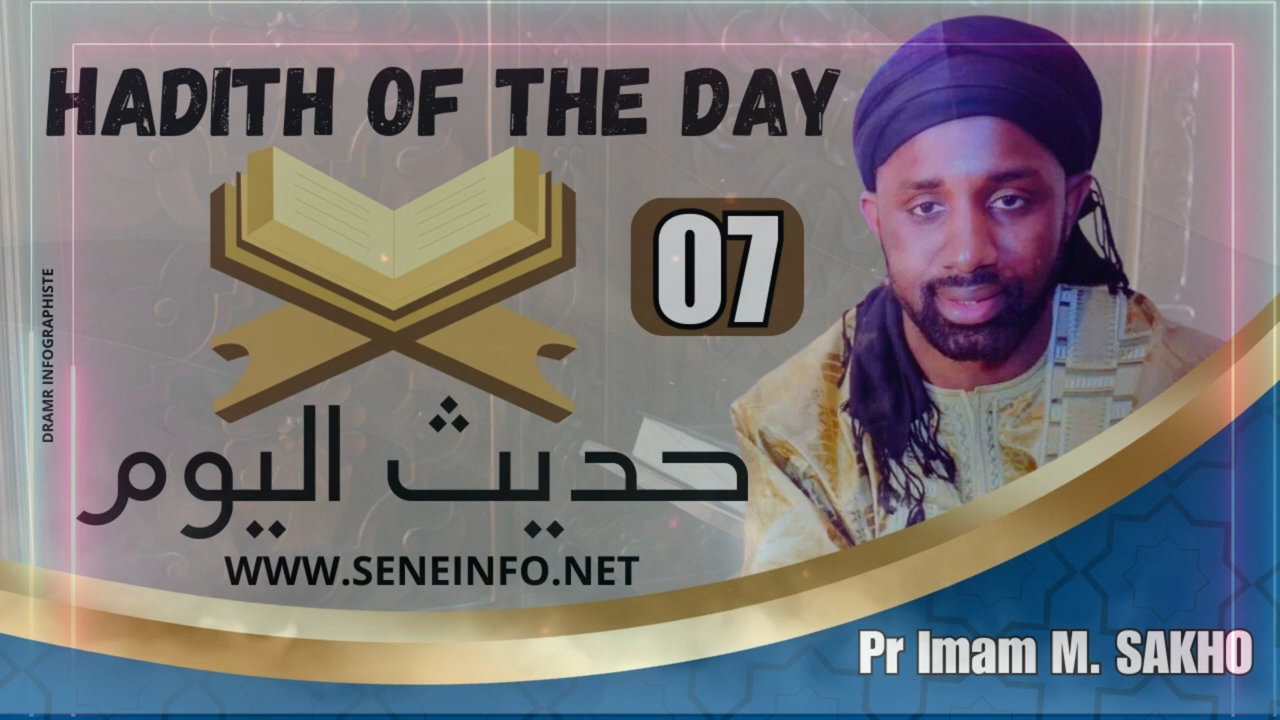 HADITH OF THE DAY
07
حديث اليوم
WWW.SENEINFO.NET
DRAMR INFOGRAPHISTE
Pr Imam M. SAKHO